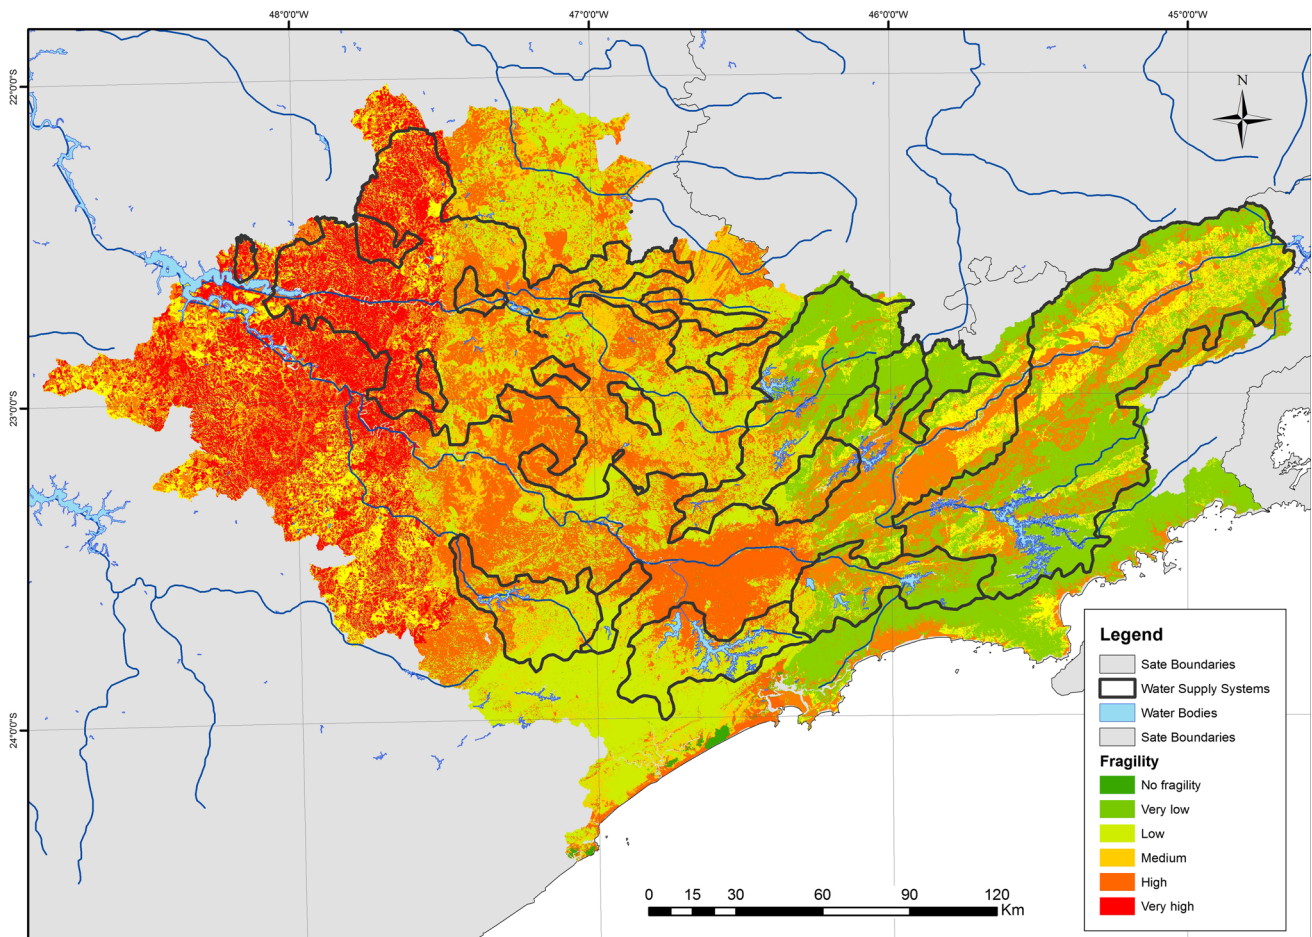 48°0'0"W
47°0'0"W
46°0'0"W
45°0'0"W
22°0'0"S
23°0'0"S
24°0'0"S
N
Legend
Sate Boundaries
Water Supply Systems
Water Bodies
Sate Boundaries
Fragility
No fragility
Very low
Low
Medium
High
Very high
0 15 30 60 90 120
Km